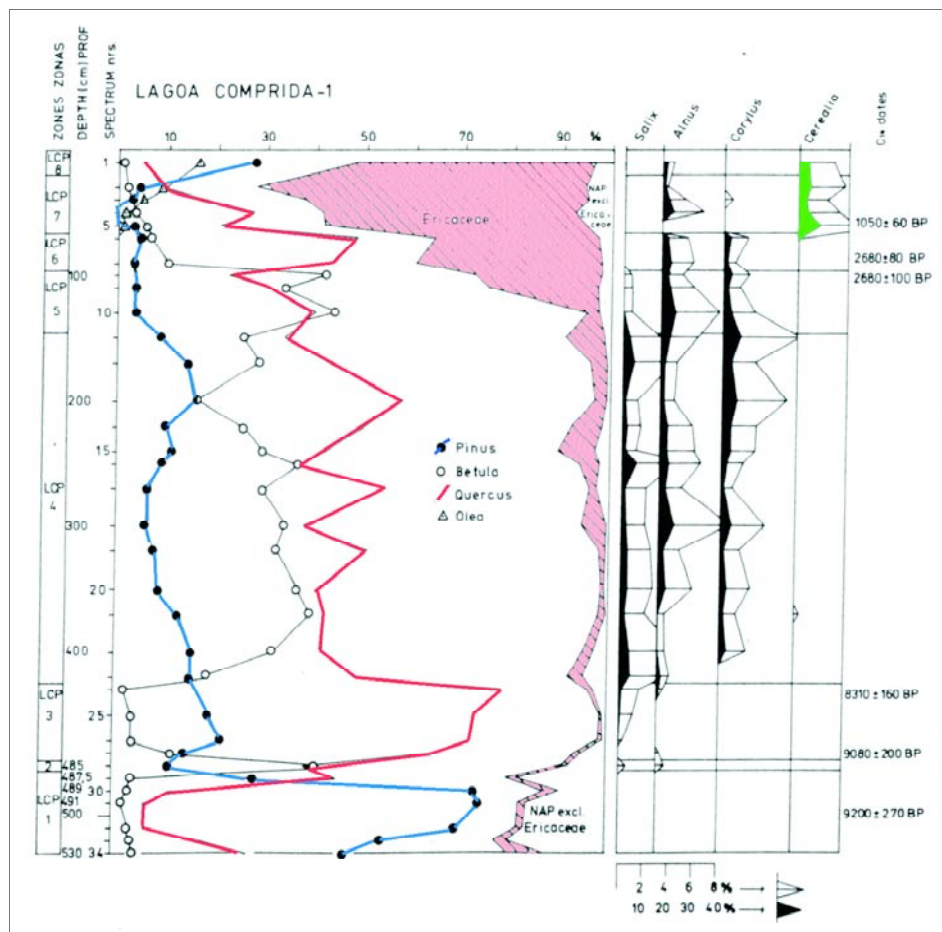 ZONES ZONAS
DEPTH (cm) PROF
SPECTRUM nrs.
LAGOA COMPRIDA-1
10 30 50 70 90 %
Salix
Alnus
Corylus
Cerealia
C14 dates
LCP 8
LCP 7
LCP 6
LCP 5
LCP 4
LCP 3
2
LCP 1
100
200
300
400
485
487,5
489
491
500
530
1
5
10
15
20
25
30
34
Ericaceae
NAP
excl.
Erica-
ceae
Pinus
Betula
Quercus
Olea
NAP excl.
Ericaceae
1050 ± 60 BP
2680 ± 80 BP
2680 ± 100 BP
8310 ± 160 BP
9080 ± 200 BP
9200 ± 270 BP
2 4 6 8 %
10 20 30 40 %